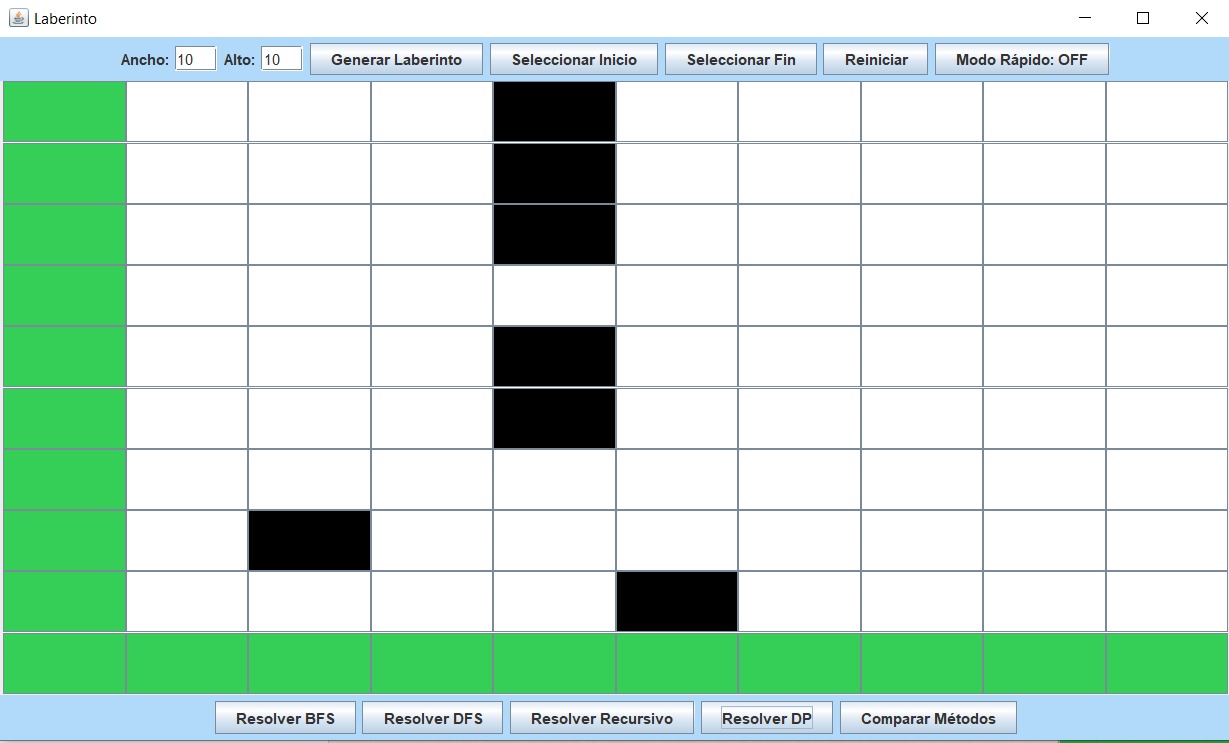 Laberinto
Ancho: 10 Alto: 10 Generar Laberinto Seleccionar Inicio Seleccionar Fin Reiniciar Modo Rápido: OFF
Resolver BFS Resolver DFS Resolver Recursivo Resolver DP Comparar Métodos